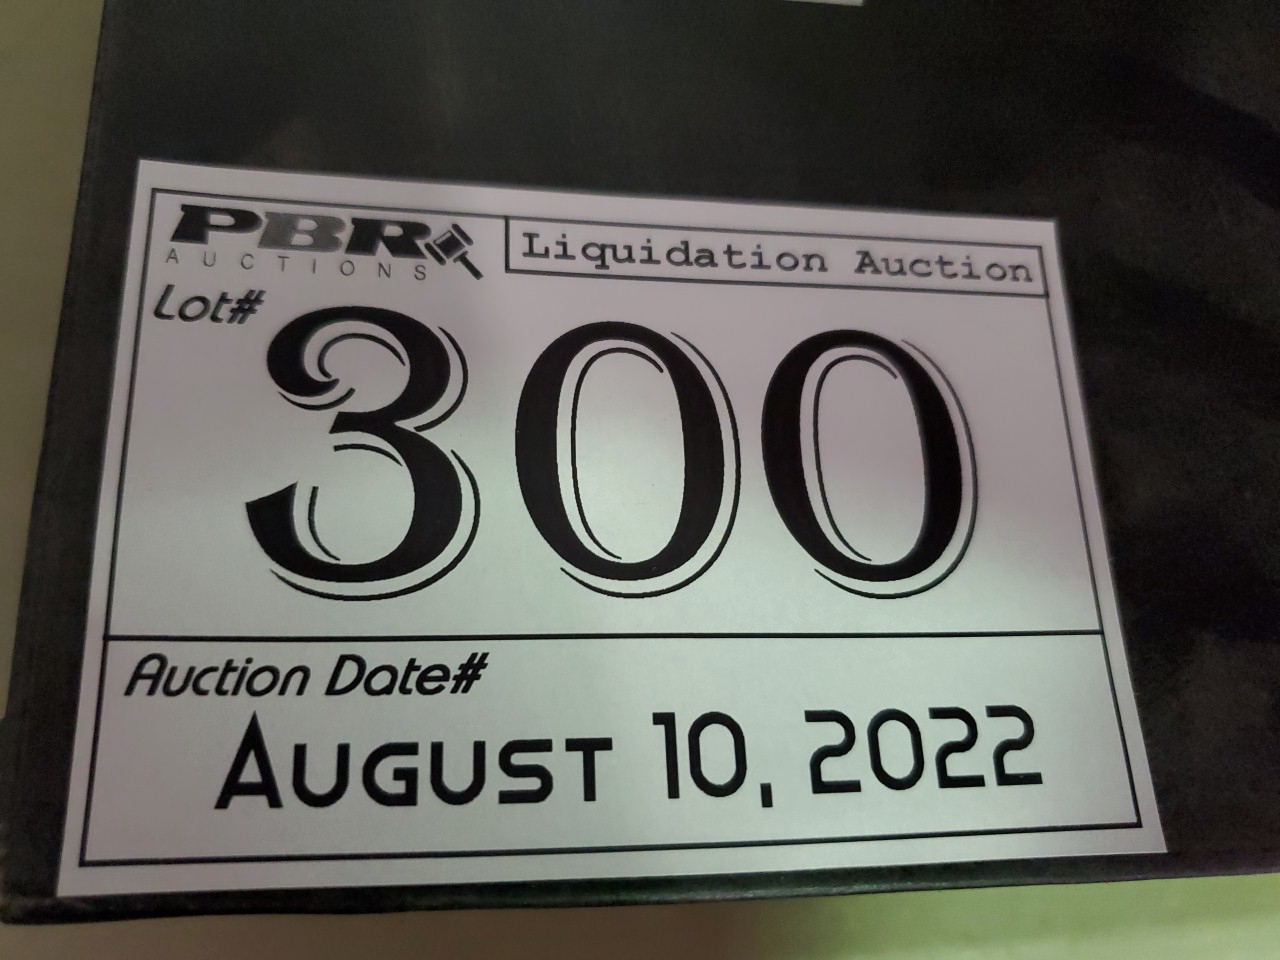 PBR
AUCTIONS
Liquidation Auction
Lot#
300
Auction Date#
AUGUST 10, 2022